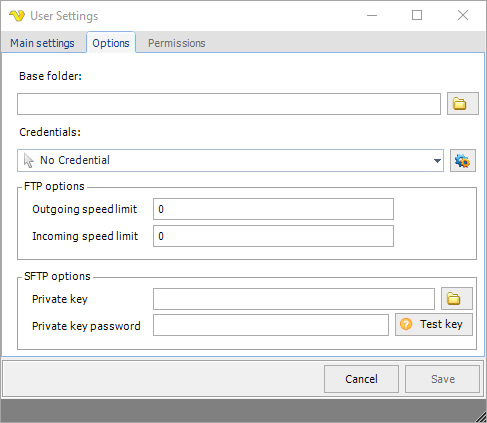 User Settings
Main settings Options Permissions
Base folder:
Credentials:
No Credential
FTP options
Outgoing speed limit 0
Incoming speed limit 0
SFTP options
Private key
Private key password ? Test key
Cancel Save